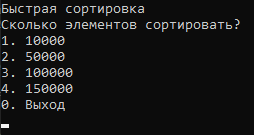 Быстрая сортировка
Сколько элементов сортировать?
1. 10000
2. 50000
3. 100000
4. 150000
0. Выход